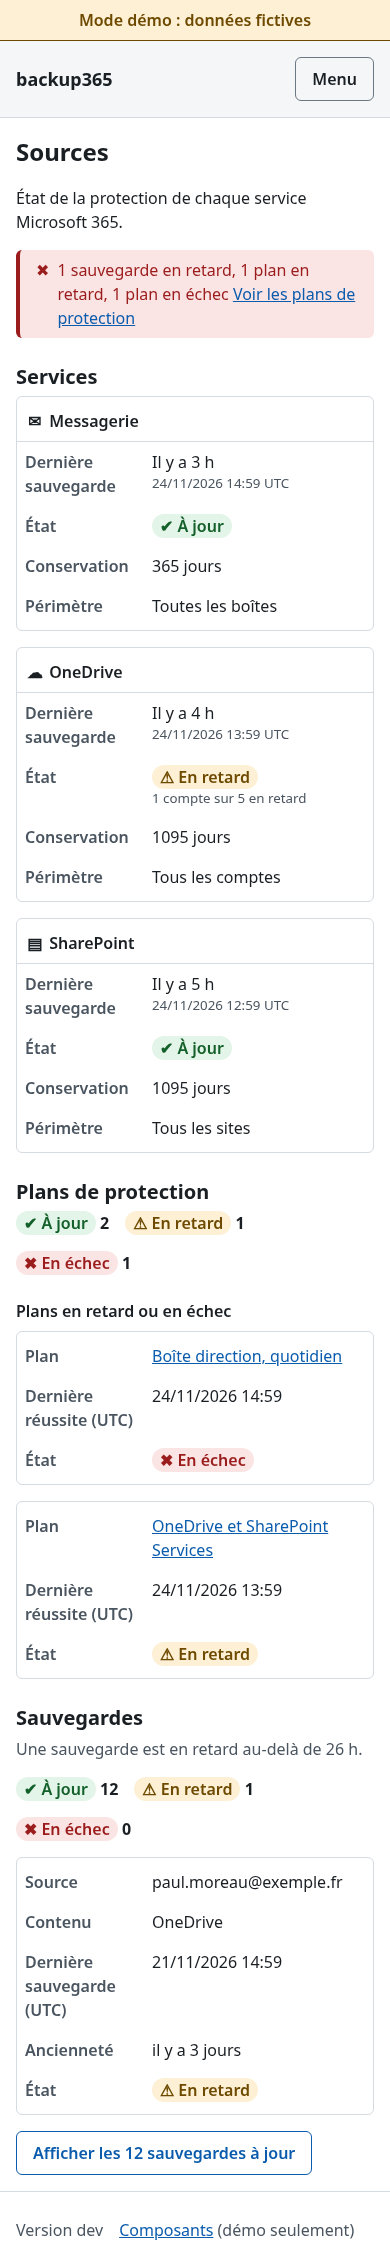 Mode démo : données fictives
backup365
Menu
Sources
État de la protection de chaque service
Microsoft 365.
✖ 1 sauvegarde en retard, 1 plan en
retard, 1 plan en échec Voir les plans de
protection
Services
✉ Messagerie
Dernière
sauvegarde
Il y a 3 h
24/11/2026 14:59 UTC
État
✔ À jour
Conservation
365 jours
Périmètre
Toutes les boîtes
☁ OneDrive
Dernière
sauvegarde
Il y a 4 h
24/11/2026 13:59 UTC
État
⚠ En retard
1 compte sur 5 en retard
Conservation
1095 jours
Périmètre
Tous les comptes
▤ SharePoint
Dernière
sauvegarde
Il y a 5 h
24/11/2026 12:59 UTC
État
✔ À jour
Conservation
1095 jours
Périmètre
Tous les sites
Plans de protection
✔ À jour 2 ⚠ En retard 1
✖ En échec 1
Plans en retard ou en échec
Plan
Boîte direction, quotidien
Dernière
réussite (UTC)
24/11/2026 14:59
État
✖ En échec
Plan
OneDrive et SharePoint
Services
Dernière
réussite (UTC)
24/11/2026 13:59
État
⚠ En retard
Sauvegardes
Une sauvegarde est en retard au-delà de 26 h.
✔ À jour 12 ⚠ En retard 1
✖ En échec 0
Source
paul.moreau@exemple.fr
Contenu
OneDrive
Dernière
sauvegarde
(UTC)
21/11/2026 14:59
Ancienneté
il y a 3 jours
État
⚠ En retard
Afficher les 12 sauvegardes à jour
Version dev Composants (démo seulement)